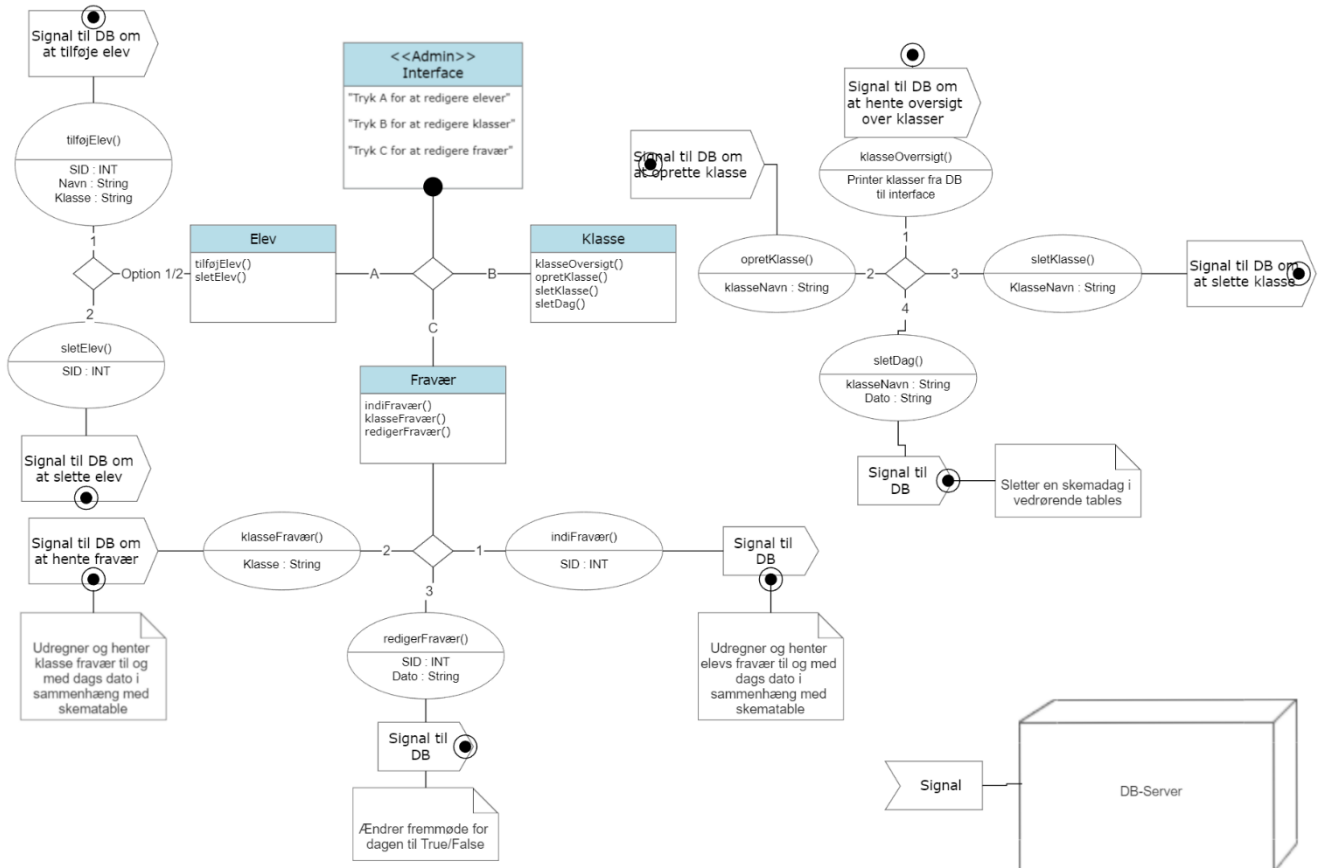 Signal til DB om
at tilføje elev
tilføjElev()
SID : INT
Navn : String
Klasse : String
1
Option 1/2
2
sletElev()
SID : INT
Signal til DB om
at slette elev
<<Admin>>
Interface
"Tryk A for at redigere elever"
"Tryk B for at redigere klasser"
"Tryk C for at redigere fravær"
Elev
tilføjElev()
sletElev()
A
B
C
Klasse
klasseOversigt()
opretKlasse()
sletKlasse()
sletDag()
Fravær
indiFravær()
klasseFravær()
redigerFravær()
Signal til DB om
at hente oversigt
over klasser
klasseOverrsigt()
Printer klasser fra DB
til interface
1
Signal til DB om
at oprette klasse
opretKlasse()
klasseNavn : String
2
3
sletKlasse()
KlasseNavn : String
Signal til DB om
at slette klasse
4
sletDag()
klasseNavn : String
Dato : String
Signal til
DB
Sletter en skemadag i
vedrørende tables
Signal til DB om
at hente fravær
klasseFravær()
Klasse : String
2
1
indiFravær()
SID : INT
Signal til
DB
3
Udregner og henter
klasse fravær til og
med dags dato i
sammenhæng med
skematable
redigerFravær()
SID : INT
Dato : String
Signal til
DB
Ændrer fremmøde for
dagen til True/False
Udregner og henter
elevs fravær til og med
dags dato i
sammenhæng med
skematable
Signal
DB-Server